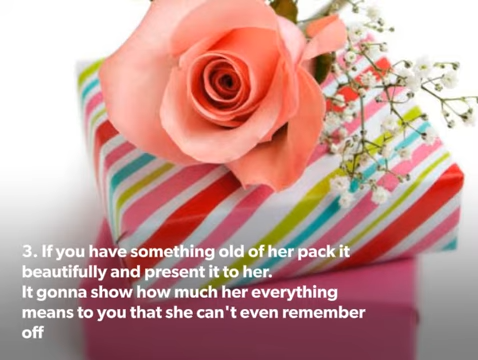 3. If you have something old of her pack it
beautifully and present it to her.
It gonna show how much her everything
means to you that she can't even remember
off